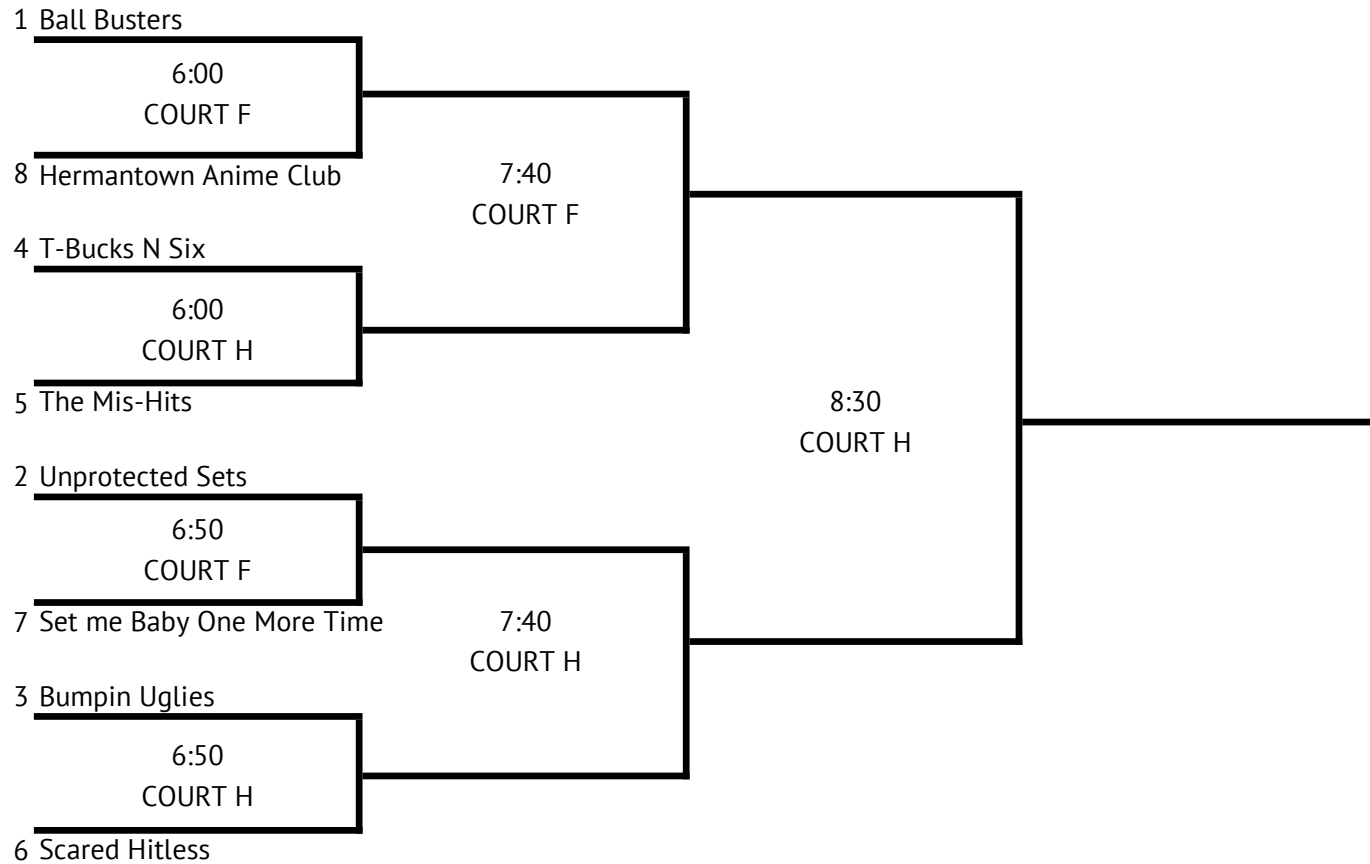 1 Ball Busters
6:00
COURT F
8 Hermantown Anime Club
7:40
COURT F
4 T-Bucks N Six
6:00
COURT H
5 The Mis-Hits
8:30
COURT H
2 Unprotected Sets
6:50
COURT F
7 Set me Baby One More Time
7:40
COURT H
3 Bumpin Uglies
6:50
COURT H
6 Scared Hitless